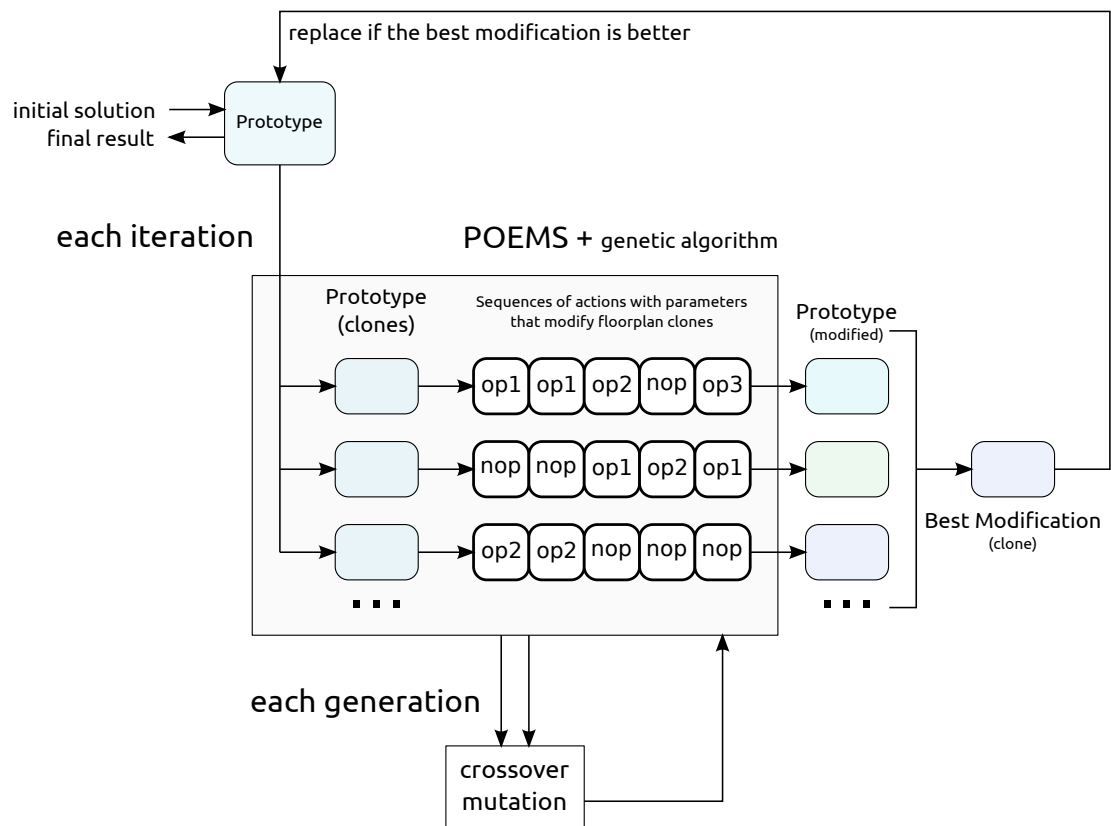 replace if the best modification is better
initial solution
final result
Prototype
each iteration
POEMS + genetic algorithm
Prototype
(clones)
Sequences of actions with parameters
that modify floorplan clones
Prototype
(modified)
op1 op1 op2 nop op3
nop nop op1 op2 op1
op2 op2 nop nop nop
Best Modification
(clone)
. . .
. . .
each generation
crossover
mutation